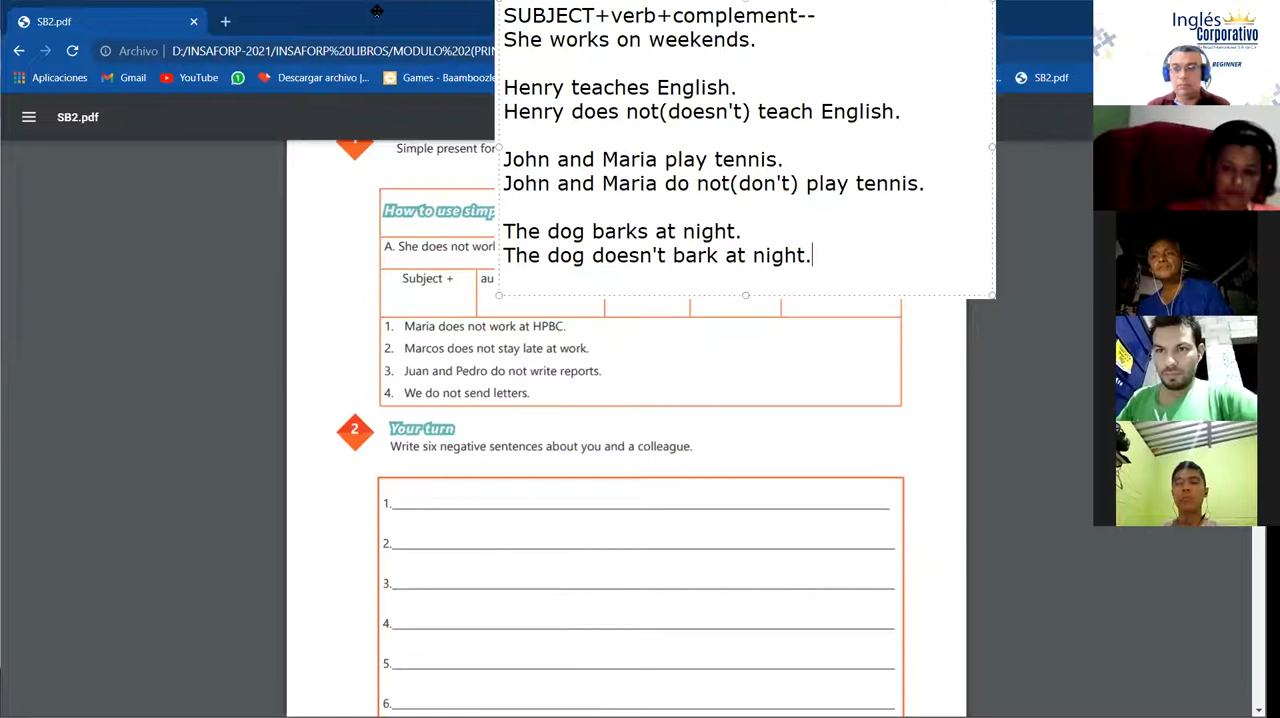 SB2.pdf
Archivo
D:/INSAFORP-2021/INSAFORP%20LIBROS/MODULO%202(PRI
Aplicaciones
Gmail
YouTube
Descargar archivo |...
Games - Baamboozle
SB2.pdf
SB2.pdf
SUBJECT+verb+complement--
She works on weekends.
Henry teaches English.
Henry does not(doesn't) teach English.
John and Maria play tennis.
John and Maria do not(don't) play tennis.
The dog barks at night.
The dog doesn't bark at night.
Simple present for
How to use simp
A. She does not work
Subject +
au
1. Maria does not work at HPBC.
2. Marcos does not stay late at work.
3. Juan and Pedro do not write reports.
4. We do not send letters.
2
Your turn
Write six negative sentences about you and a colleague.
1.
2.
3.
4.
5.
6.
Inglés
Corporativo
BEGINNER